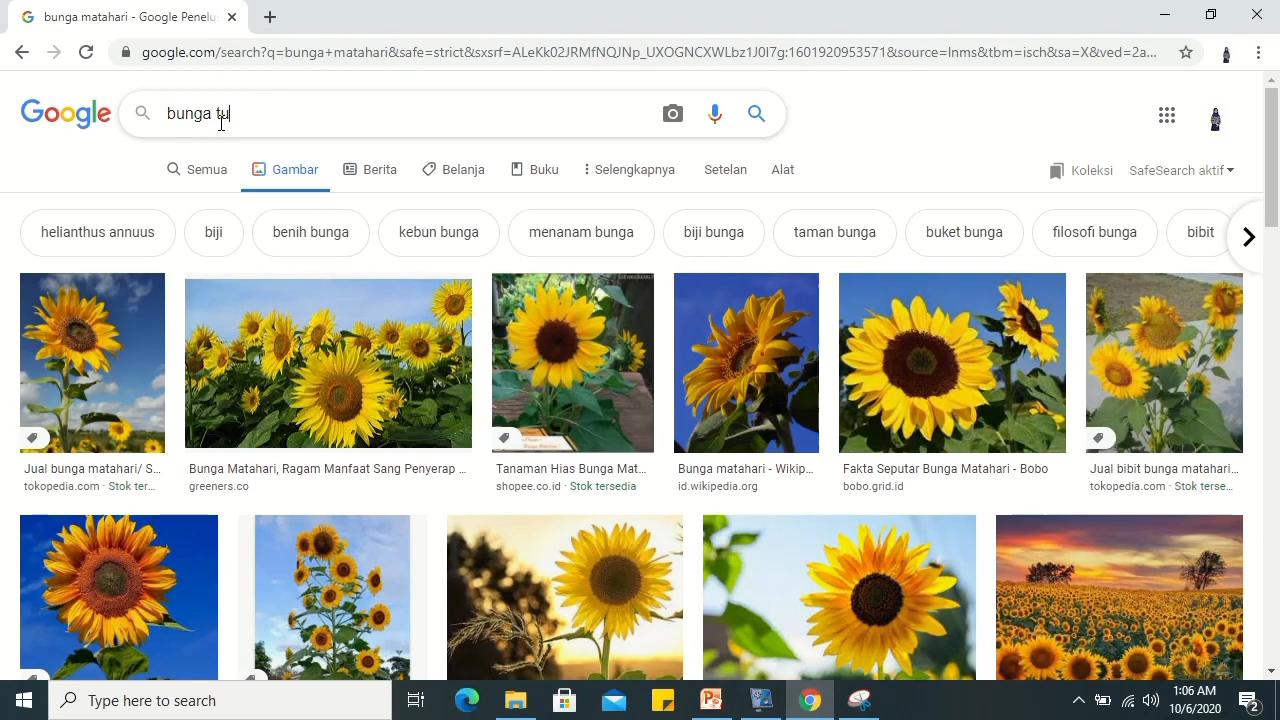 bunga matahari - Google Penelu
google.com/search?q=bunga+matahari&safe=strict&sxsrf=ALeKk02JRMfNQJNp_UXOGNCXWLbz1J0I7g:1601920953571&source=lnms&tbm=isch&sa=X&ved=2a...
Google
bunga tu
Semua Gambar Berita Belanja Buku Selengkapnya Setelan Alat Koleksi SafeSearch aktif
helianthus annuus biji benih bunga kebun bunga menanam bunga biji bunga taman bunga buket bunga filosofi bunga bibit
Jual bunga matahari/ S... Bunga Matahari, Ragam Manfaat Sang Penyerap ... Tanaman Hias Bunga Mat... Bunga matahari - Wikip... Fakta Seputar Bunga Matahari - Bobo Jual bibit bunga matahari...
tokopedia.com · Stok ter... greeners.co shopee.co.id · Stok tersedia id.wikipedia.org bobo.grid.id tokopedia.com · Stok terse...
Type here to search
1:06 AM
10/6/2020
2